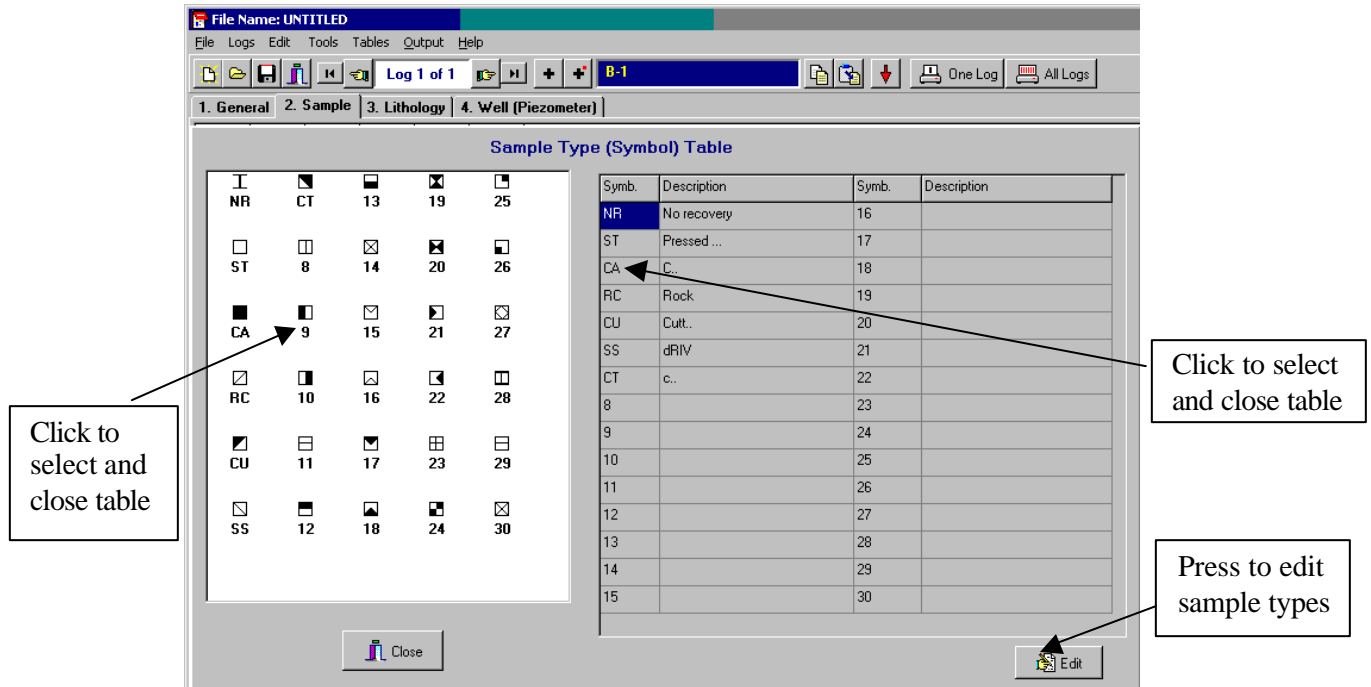 File Name: UNTITLED
File Logs Edit Tools Tables Output Help
Log 1 of 1 B-1 One Log All Logs
1. General 2. Sample 3. Lithology 4. Well (Piezometer)
Sample Type (Symbol) Table
NR CT 13 19 25
ST 8 14 20 26
CA 9 15 21 27
RC 10 16 22 28
CU 11 17 23 29
SS 12 18 24 30
Symb. Description Symb. Description
NR No recovery 16
ST Pressed ... 17
CA C.. 18
RC Rock 19
CU Cutt.. 20
SS dRIV 21
CT c.. 22
8 23
9 24
10 25
11 26
12 27
13 28
14 29
15 30
Close
Edit
Click to
select and
close table
Click to select
and close table
Press to edit
sample types